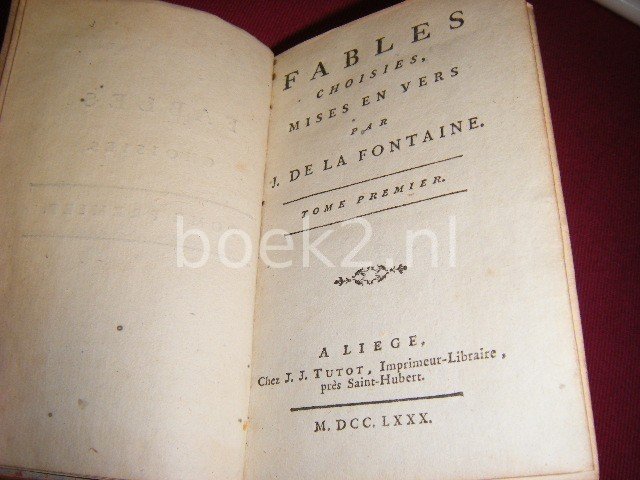 FABLES
CHOISIES,
MISES EN VERS
PAR
J. DE LA FONTAINE.
TOME PREMIER.
boek2.nl
A LIEGE,
Chez J. J. TUTOT, Imprimeur-Libraire,
près Saint-Hubert.
M. DCC. LXXX.